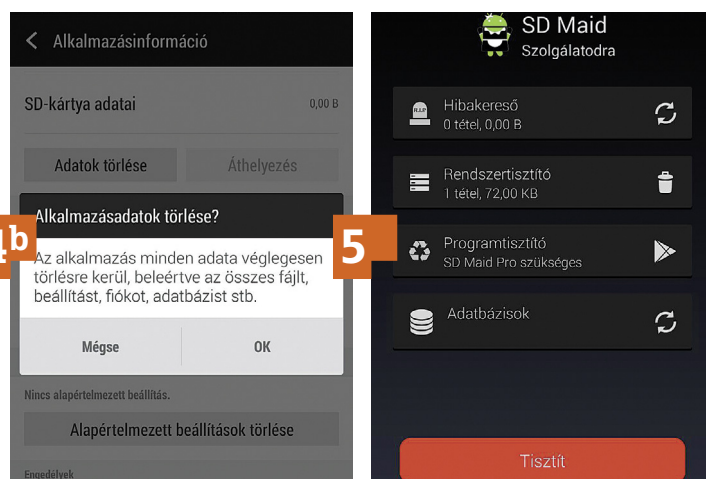 Alkalmazásinformáció
SD-kártya adatai
0,00 B
Adatok törlése
Áthelyezés
Alkalmazásadatok törlése?
4b
Az alkalmazás minden adata véglegesen
törlésre kerül, beleértve az összes fájlt,
beállítást, fiókot, adatbázist stb.
Mégse
OK
Nincs alapértelmezett beállítás.
Alapértelmezett beállítások törlése
Engedélyek
SD Maid
Szolgálatodra
R.I.P
Hibakereső
0 tétel, 0,00 B
Rendszertisztító
1 tétel, 72,00 KB
5
Programtisztító
SD Maid Pro szükséges
Adatbázisok
Tisztít